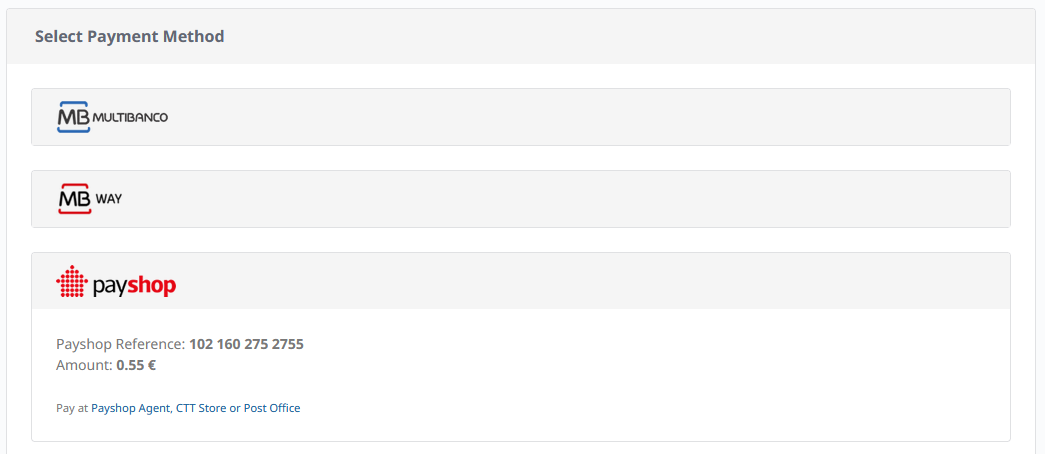 Select Payment Method
MB MULTIBANCO
MB WAY
payshop
Payshop Reference: 102 160 275 2755
Amount: 0.55 €
Pay at Payshop Agent, CTT Store or Post Office